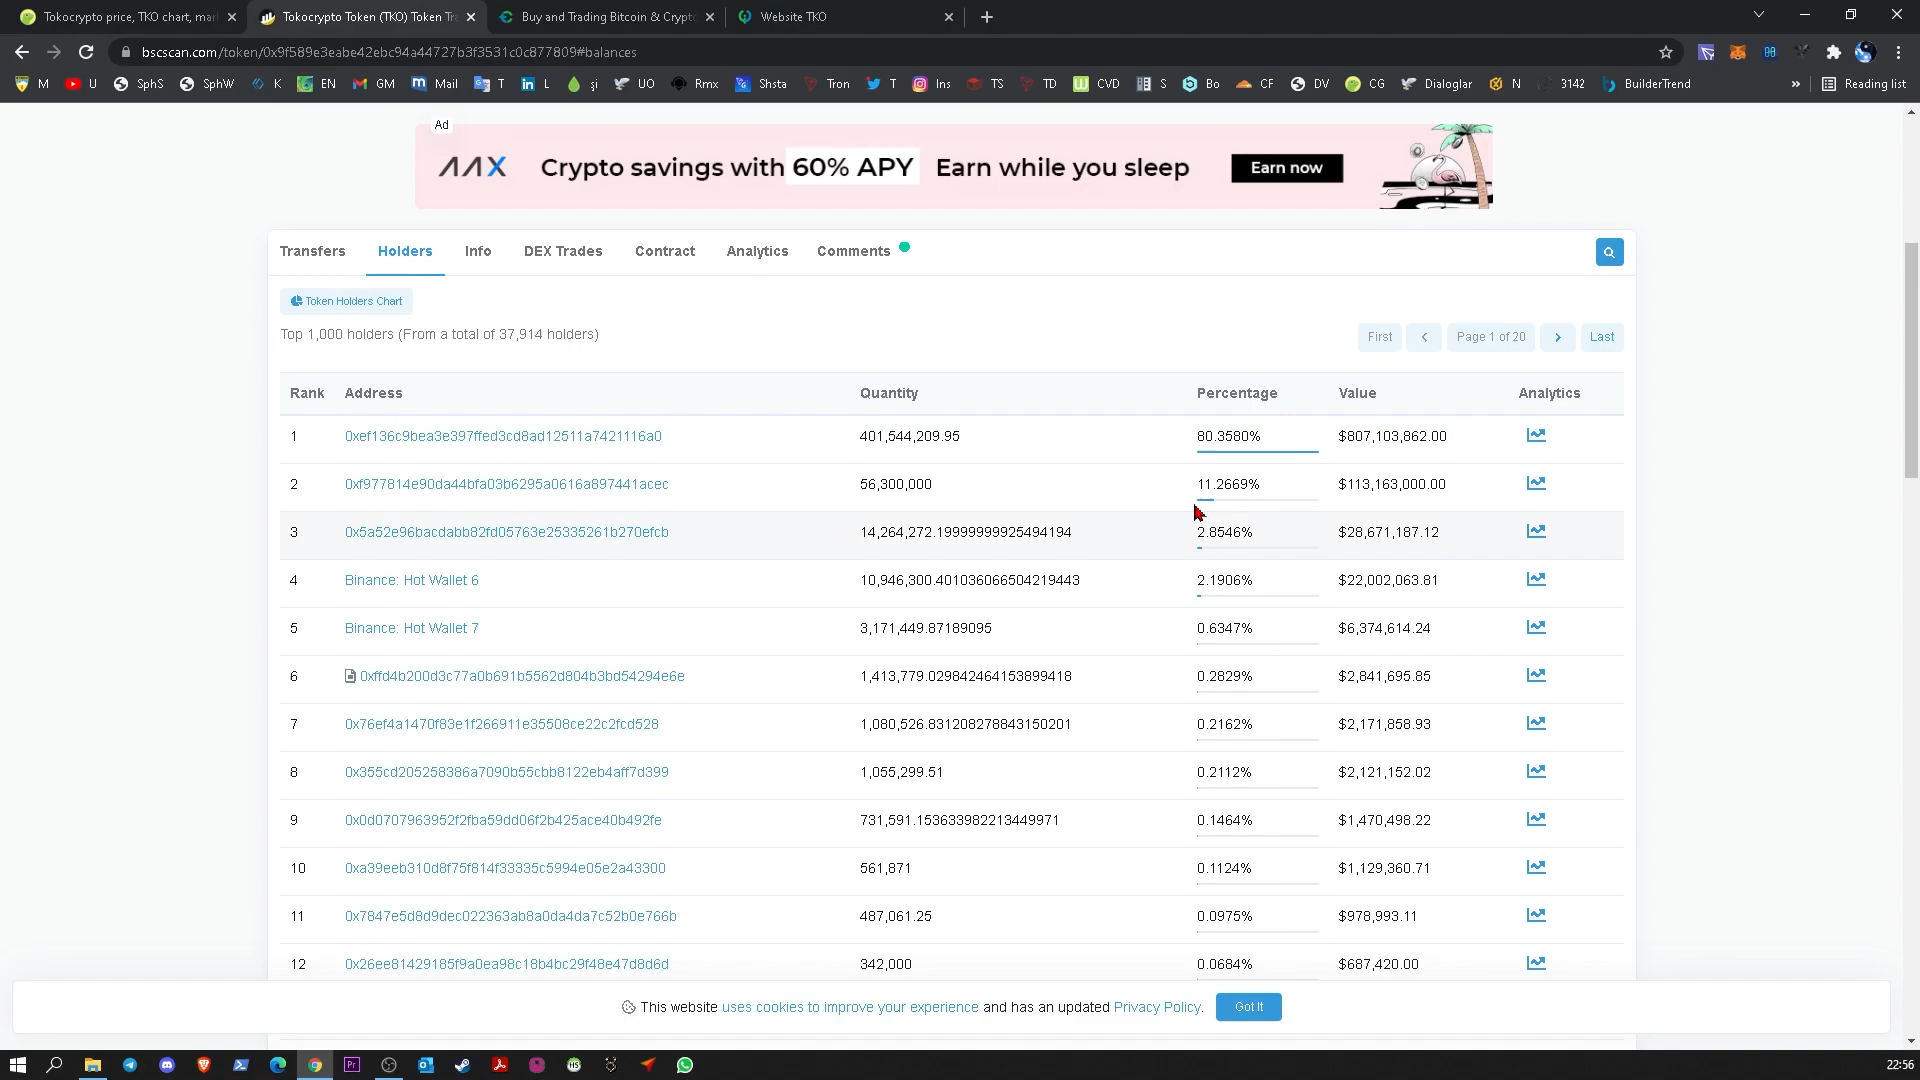 Tokocrypto price, TKO chart, mar
Tokocrypto Token (TKO) Token Tra
Buy and Trading Bitcoin & Crypto
Website TKO
bscscan.com/token/0x9f589e3eabe42ebc94a44727b3f3531c0c877809#balances
M U SphS SphW K EN GM Mail T L şi UO Rmx Shsta Tron T Ins TS TD CVD S Bo CF DV CG Dialoglar N 3142 BuilderTrend » Reading list
Ad
AAX Crypto savings with 60% APY Earn while you sleep Earn now
Transfers Holders Info DEX Trades Contract Analytics Comments
Token Holders Chart
Top 1,000 holders (From a total of 37,914 holders)
First Page 1 of 20 Last
Rank Address Quantity Percentage Value Analytics
1 0xef136c9bea3e397ffed3cd8ad12511a7421116a0 401,544,209.95 80.3580% $807,103,862.00
2 0xf977814e90da44bfa03b6295a0616a897441acec 56,300,000 11.2669% $113,163,000.00
3 0x5a52e96bacdabb82fd05763e25335261b270efcb 14,264,272.19999999925494194 2.8546% $28,671,187.12
4 Binance: Hot Wallet 6 10,946,300.401036066504219443 2.1906% $22,002,063.81
5 Binance: Hot Wallet 7 3,171,449.87189095 0.6347% $6,374,614.24
6 0xffd4b200d3c77a0b691b5562d804b3bd54294e6e 1,413,779.029842464153899418 0.2829% $2,841,695.85
7 0x76ef4a1470f83e1f266911e35508ce22c2fcd528 1,080,526.831208278843150201 0.2162% $2,171,858.93
8 0x355cd205258386a7090b55cbb8122eb4aff7d399 1,055,299.51 0.2112% $2,121,152.02
9 0x0d0707963952f2fba59dd06f2b425ace40b492fe 731,591.153633982213449971 0.1464% $1,470,498.22
10 0xa39eeb310d8f75f814f33335c5994e05e2a43300 561,871 0.1124% $1,129,360.71
11 0x7847e5d8d9dec022363ab8a0da4da7c52b0e766b 487,061.25 0.0975% $978,993.11
12 0x26ee81429185f9a0ea98c18b4bc29f48e47d8d6d 342,000 0.0684% $687,420.00
This website uses cookies to improve your experience and has an updated Privacy Policy. Got It
22:56